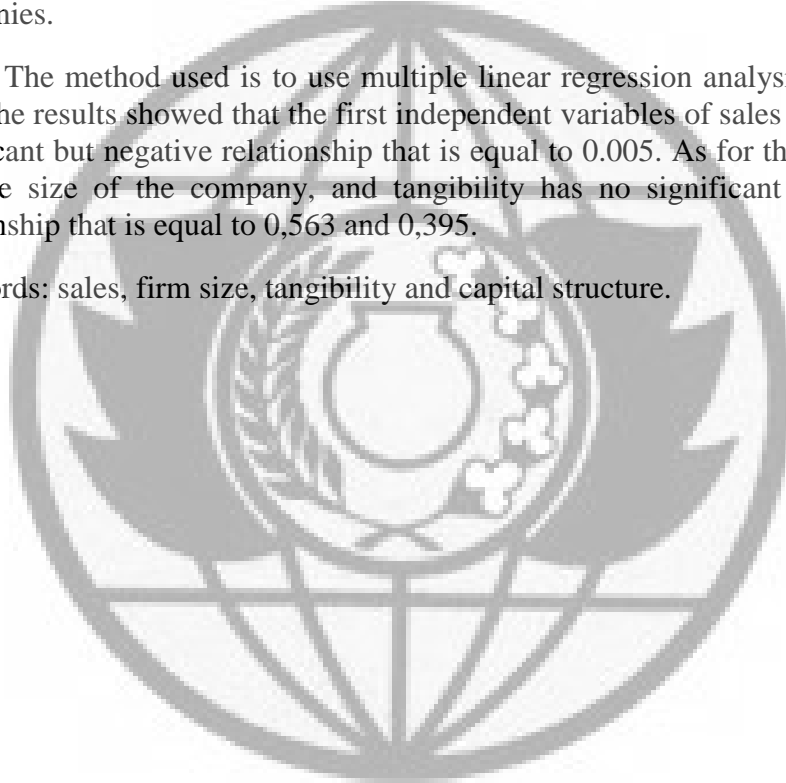 nies.
The method used is to use multiple linear regression analysi
he results showed that the first independent variables of sales
cant but negative relationship that is equal to 0.005. As for th
e size of the company, and tangibility has no significant
nship that is equal to 0,563 and 0,395.
ords: sales, firm size, tangibility and capital structure.